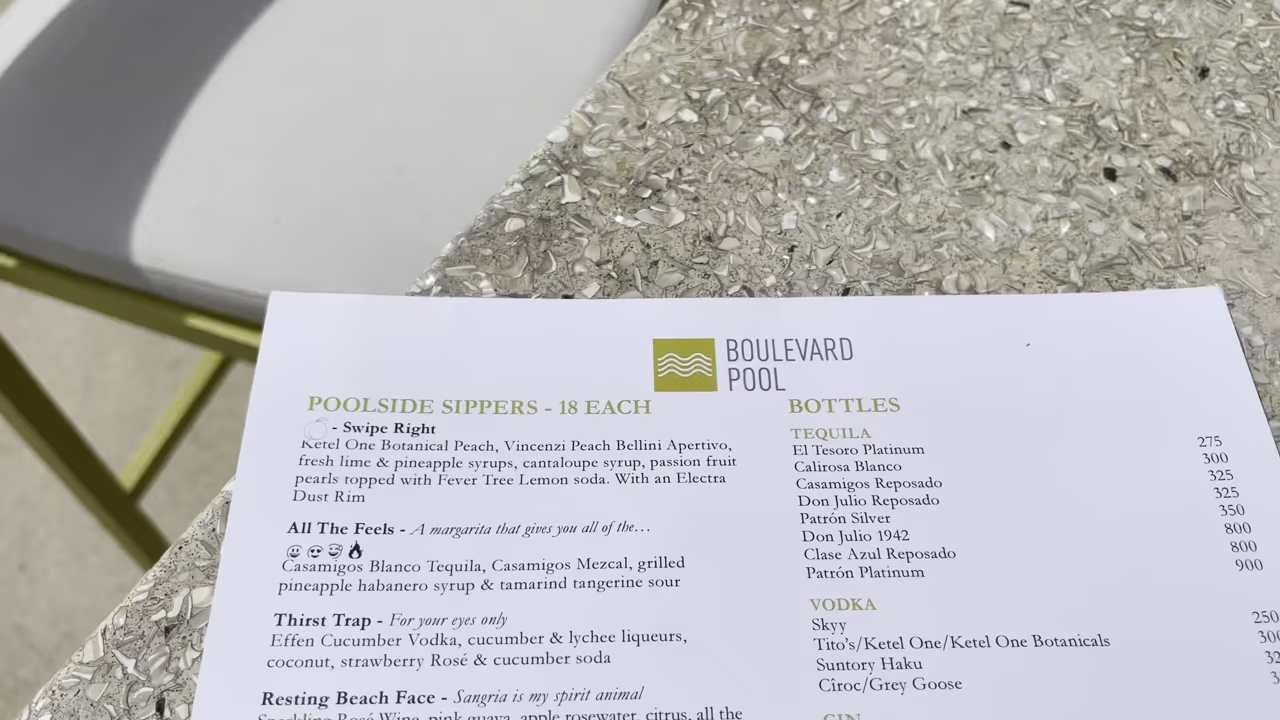 BOULEVARD
POOL
POOLSIDE SIPPERS - 18 EACH
- Swipe Right
Ketel One Botanical Peach, Vincenzi Peach Bellini Apertivo,
fresh lime & pineapple syrups, cantaloupe syrup, passion fruit
pearls topped with Fever Tree Lemon soda. With an Electra
Dust Rim
All The Feels - A margarita that gives you all of the…
Casamigos Blanco Tequila, Casamigos Mezcal, grilled
pineapple habanero syrup & tamarind tangerine sour
Thirst Trap - For your eyes only
Effen Cucumber Vodka, cucumber & lychee liqueurs,
coconut, strawberry Rosé & cucumber soda
Resting Beach Face - Sangria is my spirit animal
Sparkling Rosé Wine, pink guava, apple rosewater, citrus, all the
BOTTLES
TEQUILA
El Tesoro Platinum 275
Calirosa Blanco 300
Casamigos Reposado 325
Don Julio Reposado 325
Patrón Silver 350
Don Julio 1942 800
Clase Azul Reposado 800
Patrón Platinum 900
VODKA
Skyy 250
Tito's/Ketel One/Ketel One Botanicals
Suntory Haku
Cîroc/Grey Goose
GIN